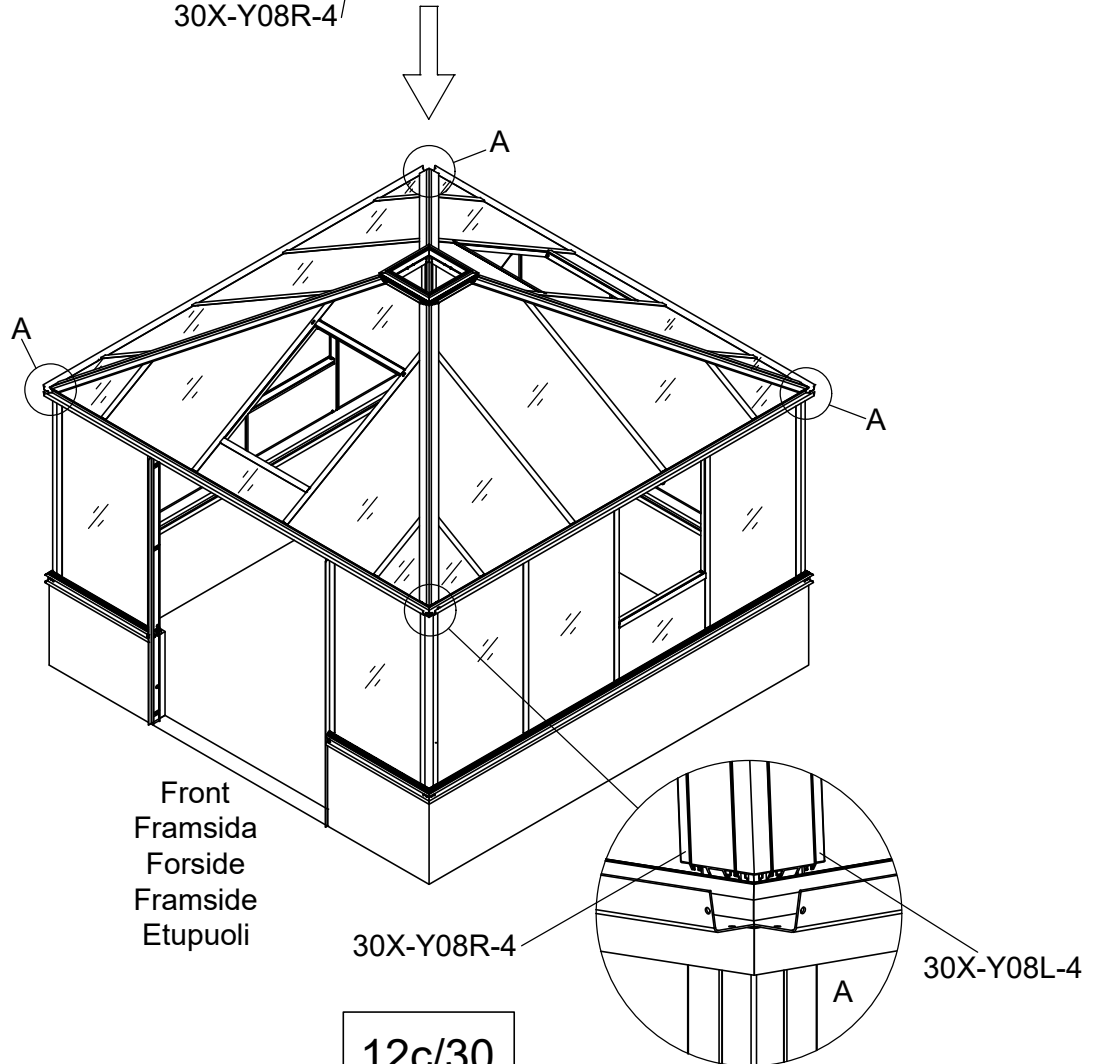 30X-Y08R-4
A
A
A
Front
Framsida
Forside
Framside
Etupuoli
30X-Y08R-4
30X-Y08L-4
A
12c/30